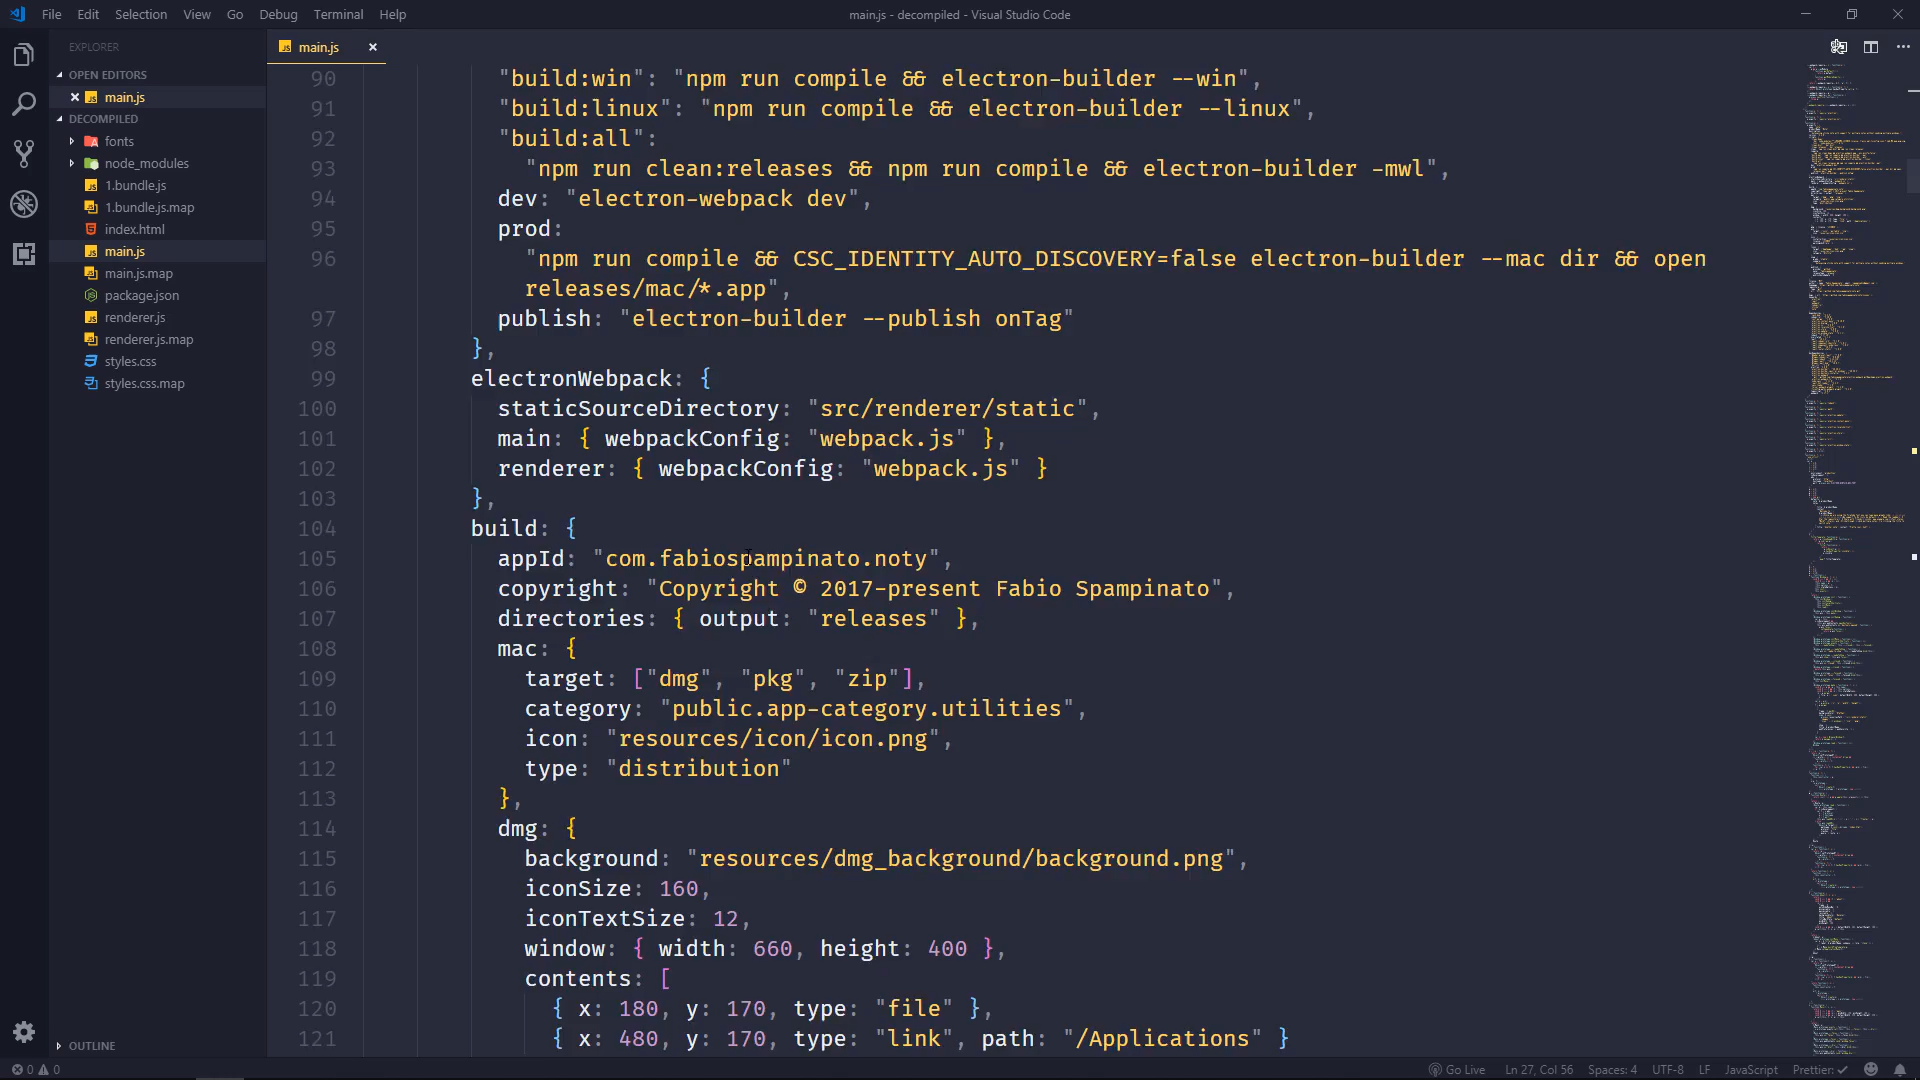 File Edit Selection View Go Debug Terminal Help
main.js - decompiled - Visual Studio Code
EXPLORER
OPEN EDITORS
main.js
DECOMPILED
fonts
node_modules
1.bundle.js
1.bundle.js.map
index.html
main.js
main.js.map
package.json
renderer.js
renderer.js.map
styles.css
styles.css.map
OUTLINE
main.js
90 "build:win": "npm run compile && electron-builder --win",
91 "build:linux": "npm run compile && electron-builder --linux",
92 "build:all":
93 "npm run clean:releases && npm run compile && electron-builder -mwl",
94 dev: "electron-webpack dev",
95 prod:
96 "npm run compile && CSC_IDENTITY_AUTO_DISCOVERY=false electron-builder --mac dir && open
releases/mac/*.app",
97 publish: "electron-builder --publish onTag"
98 },
99 electronWebpack: {
100 staticSourceDirectory: "src/renderer/static",
101 main: { webpackConfig: "webpack.js" },
102 renderer: { webpackConfig: "webpack.js" }
103 },
104 build: {
105 appId: "com.fabiospampinato.noty",
106 copyright: "Copyright © 2017-present Fabio Spampinato",
107 directories: { output: "releases" },
108 mac: {
109 target: ["dmg", "pkg", "zip"],
110 category: "public.app-category.utilities",
111 icon: "resources/icon/icon.png",
112 type: "distribution"
113 },
114 dmg: {
115 background: "resources/dmg_background/background.png",
116 iconSize: 160,
117 iconTextSize: 12,
118 window: { width: 660, height: 400 },
119 contents: [
120 { x: 180, y: 170, type: "file" },
121 { x: 480, y: 170, type: "link", path: "/Applications" }
0 0
Go Live Ln 27, Col 56 Spaces: 4 UTF-8 LF JavaScript Prettier: ✓